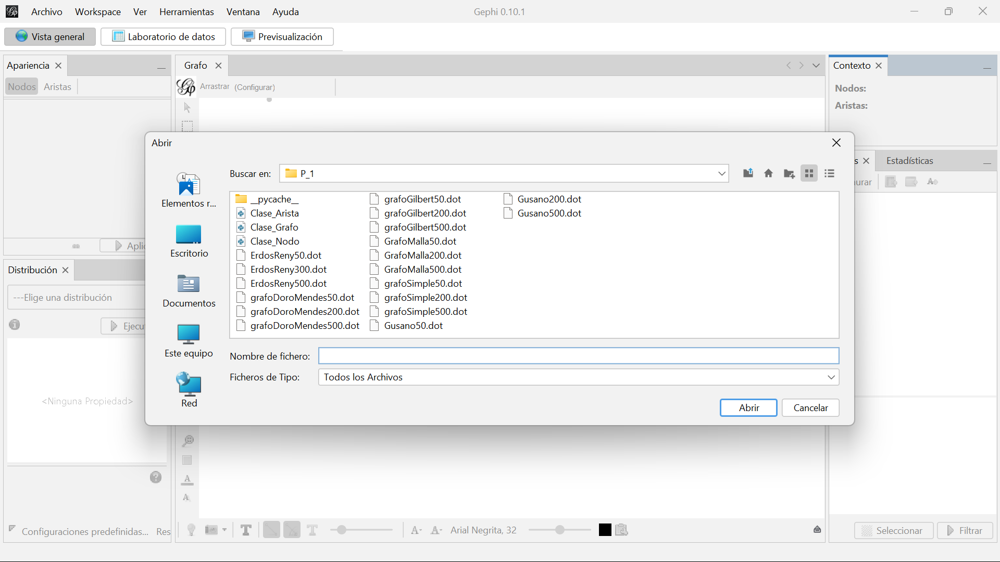 Archivo Workspace Ver Herramientas Ventana Ayuda Gephi 0.10.1
Vista general Laboratorio de datos Previsualización
Apariencia Grafo Contexto
Nodos Aristas
Arrastrar (Configurar)
Nodos:
Aristas:
Abrir
s Estadísticas
Buscar en: P_1
urar
Elementos r...
Escritorio
Documentos
Este equipo
Red
__pycache__
Clase_Arista
Clase_Grafo
Clase_Nodo
ErdosReny50.dot
ErdosReny300.dot
ErdosReny500.dot
grafoDoroMendes50.dot
grafoDoroMendes200.dot
grafoDoroMendes500.dot
grafoGilbert50.dot
grafoGilbert200.dot
grafoGilbert500.dot
GrafoMalla50.dot
GrafoMalla200.dot
GrafoMalla500.dot
grafoSimple50.dot
grafoSimple200.dot
grafoSimple500.dot
Gusano50.dot
Gusano200.dot
Gusano500.dot
Nombre de fichero:
Ficheros de Tipo: Todos los Archivos
Abrir Cancelar
Aplic
Distribución
---Elige una distribución
Ejecu
<Ninguna Propiedad>
Configuraciones predefinidas... Res
Arial Negrita, 32
Seleccionar Filtrar